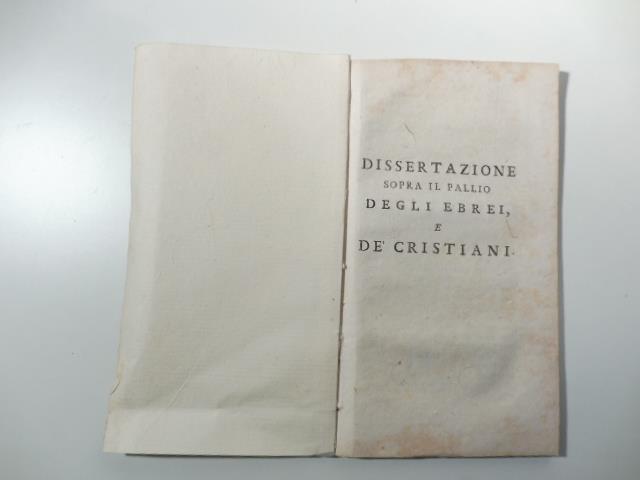 DISSERTAZIONE
SOPRA IL PALLIO
DEGLI EBREI,
E
DE' CRISTIANI.